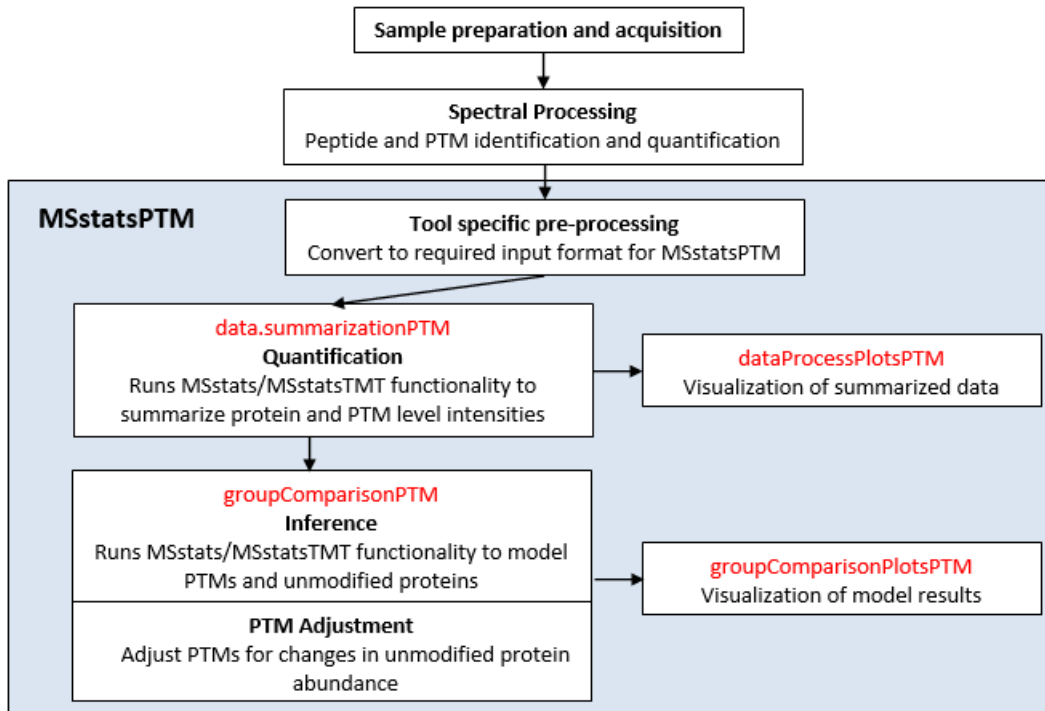 Sample preparation and acquisition
Spectral Processing
Peptide and PTM identification and quantification
MSstatsPTM
Tool specific pre-processing
Convert to required input format for MSstatsPTM
data.summarizationPTM
Quantification
Runs MSstats/MSstatsTMT functionality to
summarize protein and PTM level intensities
dataProcessPlotsPTM
Visualization of summarized data
groupComparisonPTM
Inference
Runs MSstats/MSstatsTMT functionality to model
PTMs and unmodified proteins
groupComparisonPlotsPTM
Visualization of model results
PTM Adjustment
Adjust PTMs for changes in unmodified protein
abundance